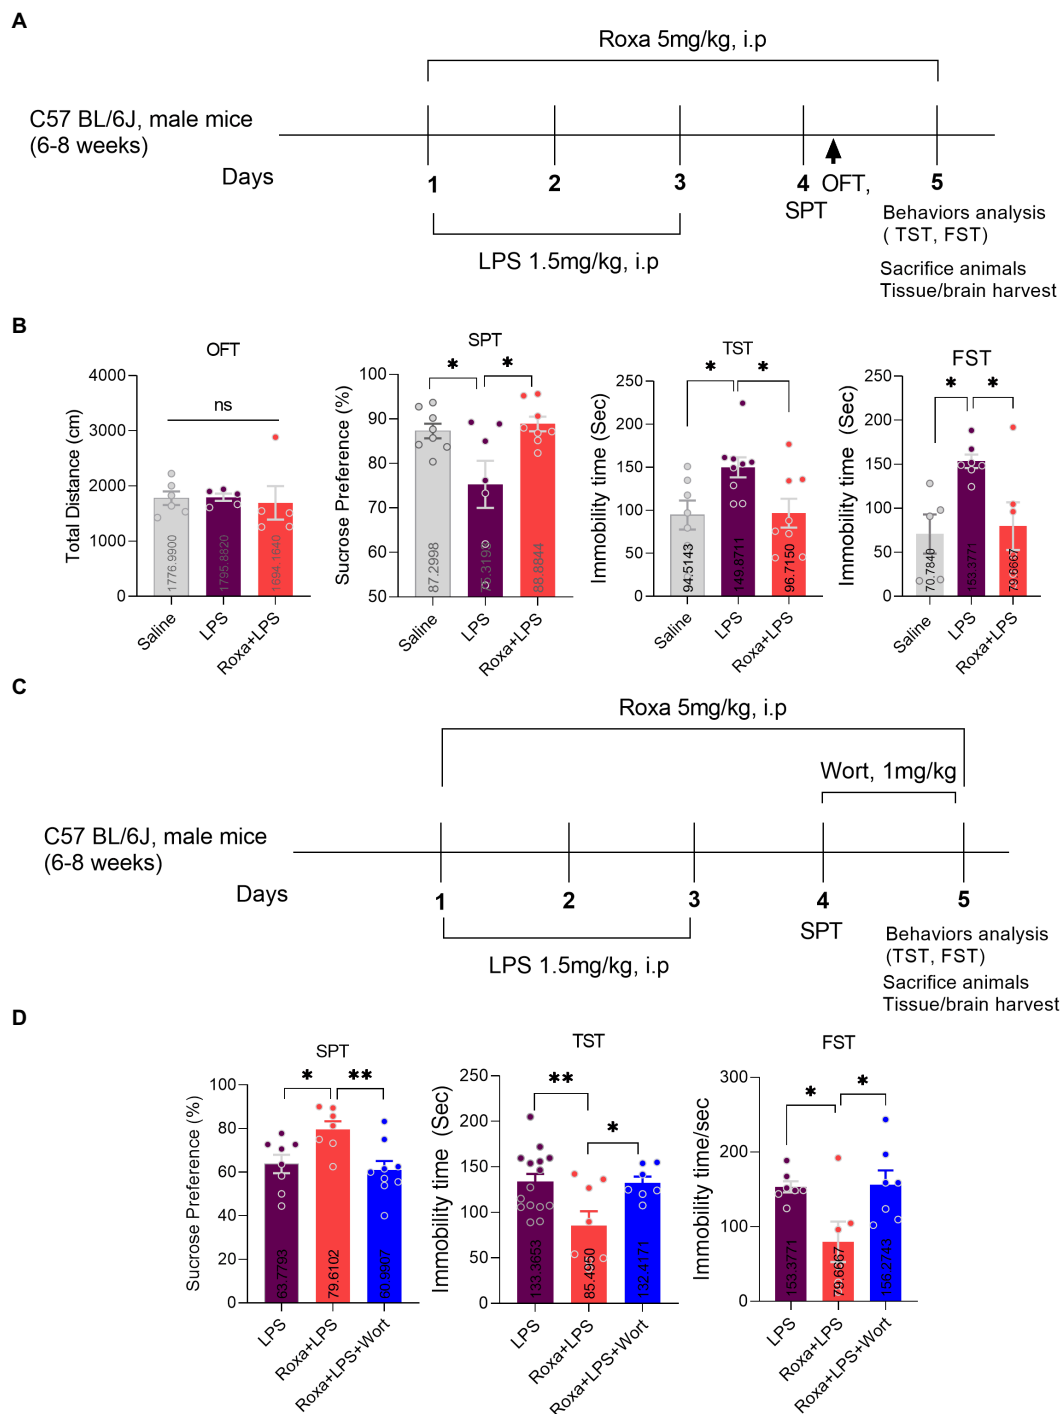 A
Roxa 5mg/kg, i.p
C57 BL/6J, male mice
(6-8 weeks)
Days
1 2 3 4 OFT, 5
SPT
Behaviors analysis
( TST, FST)
LPS 1.5mg/kg, i.p
Sacrifice animals
Tissue/brain harvest
B
OFT
Total Distance (cm)
4000
3000
2000
1000
0
ns
1776.9900
1795.8820
1694.1640
Saline
LPS
Roxa+LPS
SPT
Sucrose Preference (%)
100
90
80
70
60
50
* *
87.2998
88.8844
Saline
LPS
Roxa+LPS
TST
Immobility time (Sec)
250
200
150
100
50
0
* *
94.5143
149.8711
96.7150
Saline
LPS
Roxa+LPS
FST
Immobility time (Sec)
250
200
150
100
50
0
* *
70.7840
153.3771
79.6667
Saline
LPS
Roxa+LPS
C
Roxa 5mg/kg, i.p
Wort, 1mg/kg
C57 BL/6J, male mice
(6-8 weeks)
Days
1 2 3 4 5
SPT
Behaviors analysis
(TST, FST)
LPS 1.5mg/kg, i.p
Sacrifice animals
Tissue/brain harvest
D
SPT
Sucrose Preference (%)
100
80
60
40
20
0
* **
63.7793
79.6102
60.9907
LPS
Roxa+LPS
Roxa+LPS+Wort
TST
Immobility time (Sec)
250
200
150
100
50
0
**
*
133.3653
85.4950
132.4171
LPS
Roxa+LPS
Roxa+LPS+Wort
FST
Immobility time/sec
300
200
100
0
* *
153.3771
79.6667
156.2743
LPS
Roxa+LPS
Roxa+LPS+Wort